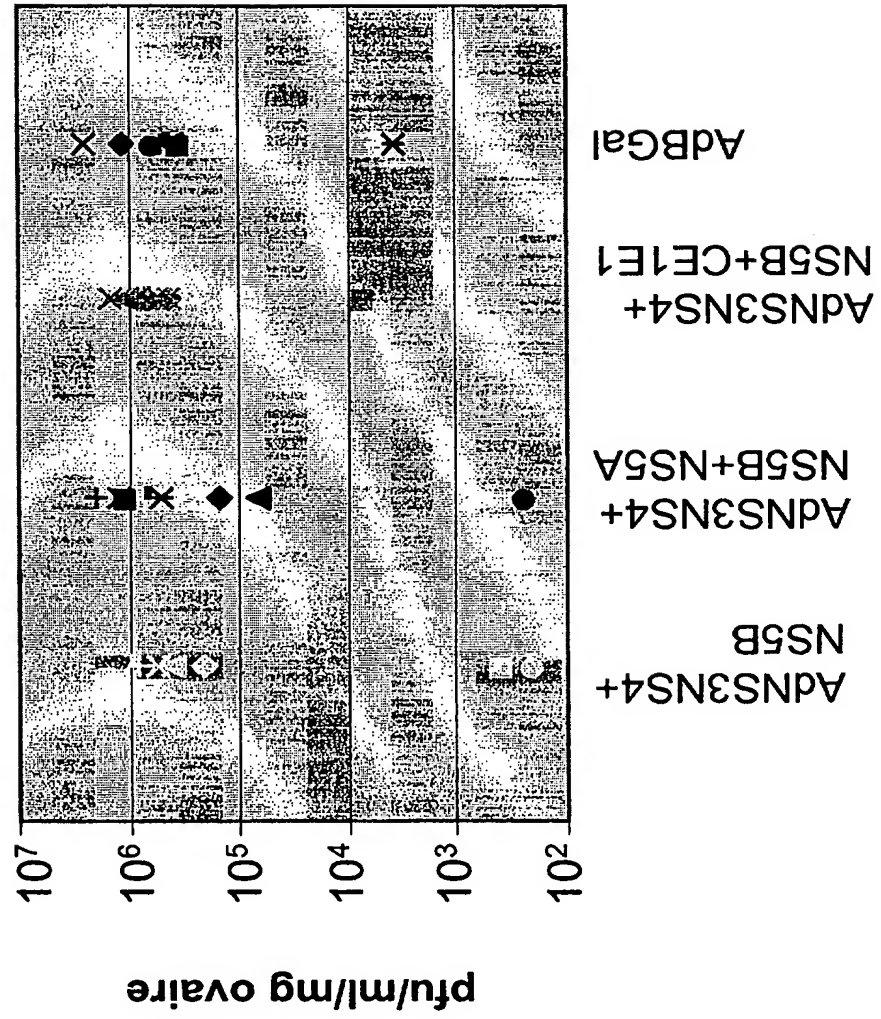 pfu/ml/mg ovaire
10⁷
10⁶
10⁵
10⁴
10³
10²
AdNS3NS4+
NS5B
AdNS3NS4+
NS5B+NS5A
AdNS3NS4+
NS5B+CE1E1
AdBGal